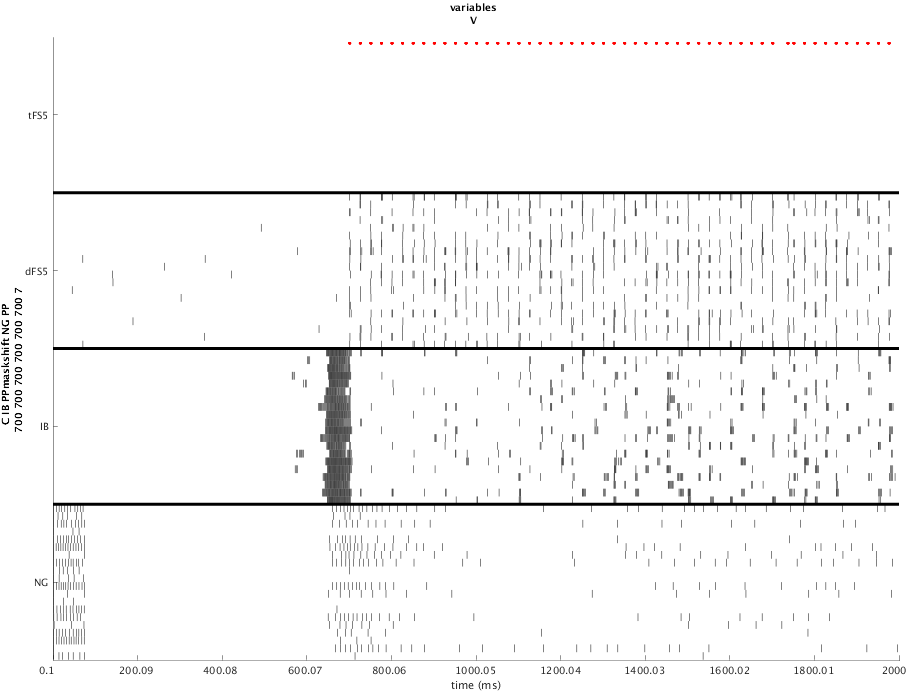 variables
V
tFS5
dFS5
IB
NG
C IB PPmaskshift NG PP
700 700 700 700 700 700 7
0.1
200.09
400.08
600.07
800.06
1000.05
1200.04
1400.03
1600.02
1800.01
2000
time (ms)